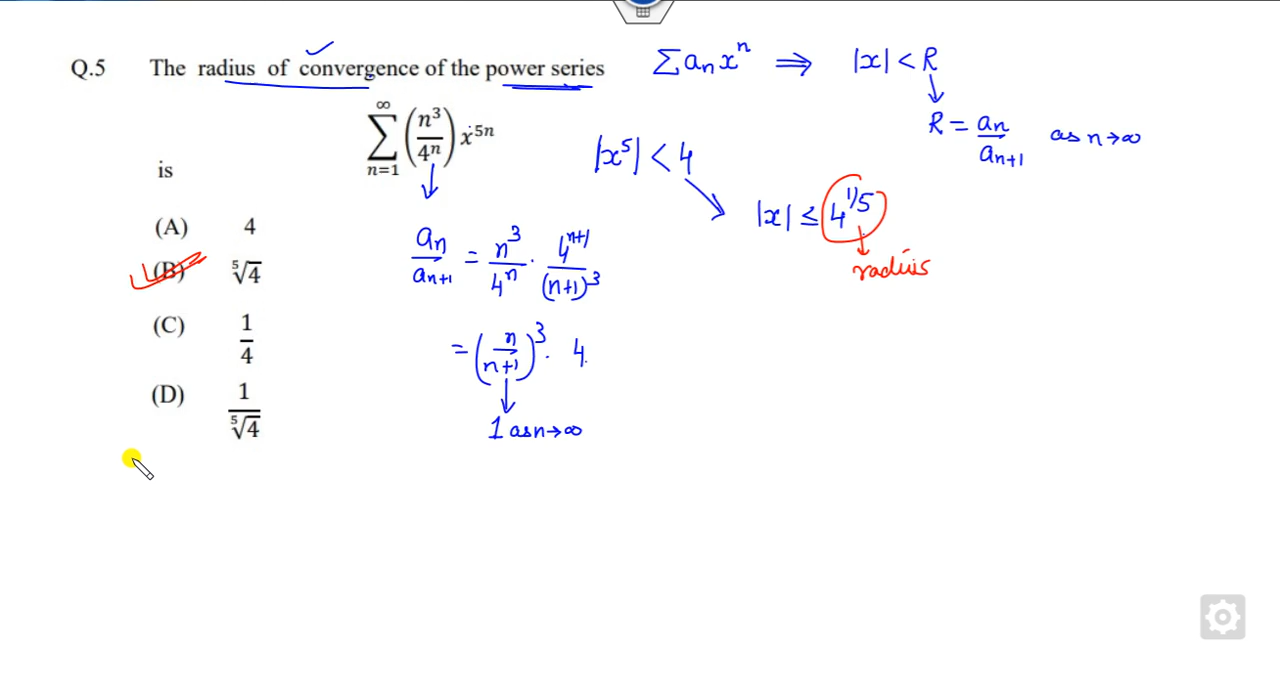 Q.5 The radius of convergence of the power series ∑aₙxⁿ ⇒ |x| < R
∑_{n=1}^{∞} (n³/4ⁿ) x^{5n}
R = aₙ/aₙ₊₁ as n→∞
|x⁵| < 4
is
|x| ≤ 4^{1/5}
radius
(A) 4
(B) ⁵√4
(C) 1/4
(D) 1/⁵√4
aₙ/aₙ₊₁ = n³/4ⁿ · 4ⁿ⁺¹/(n+1)³
= (n/n+1)³ · 4
1 as n→∞